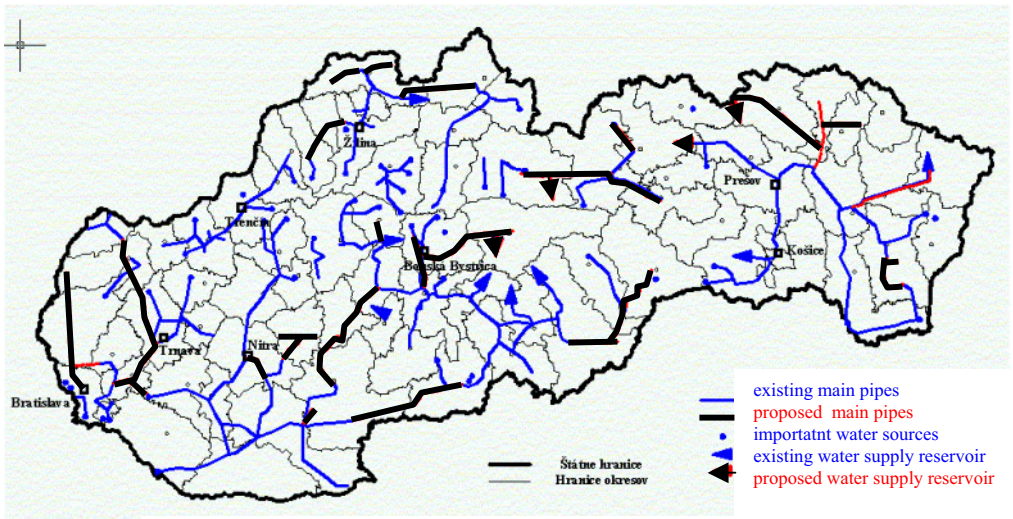 Žilina
Prešov
Trenčín
Košice
Banska Bystrica
Nitra
Trnava
Bratislava
existing main pipes
proposed main pipes
importatnt water sources
existing water supply reservoir
proposed water supply reservoir
Štátne hranice
Hranice okresov